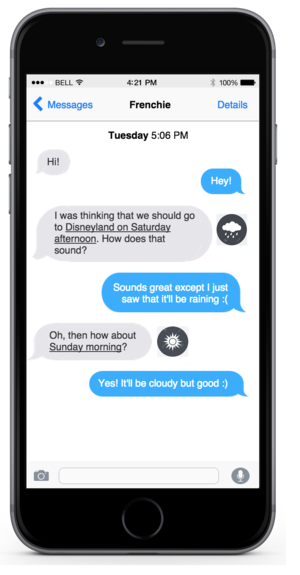 BELL 4:21 PM 100%
Messages Frenchie Details
Tuesday 5:06 PM
Hi!
Hey!
I was thinking that we should go
to Disneyland on Saturday
afternoon. How does that
sound?
Sounds great except I just
saw that it'll be raining :(
Oh, then how about
Sunday morning?
Yes! It'll be cloudy but good :)